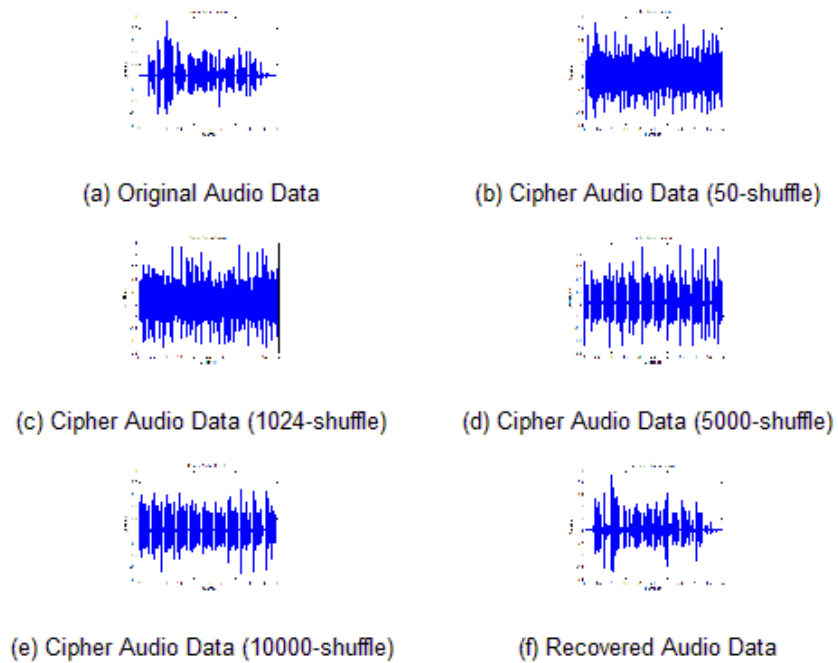 (a) Original Audio Data
(b) Cipher Audio Data (50-shuffle)
(c) Cipher Audio Data (1024-shuffle)
(d) Cipher Audio Data (5000-shuffle)
(e) Cipher Audio Data (10000-shuffle)
(f) Recovered Audio Data